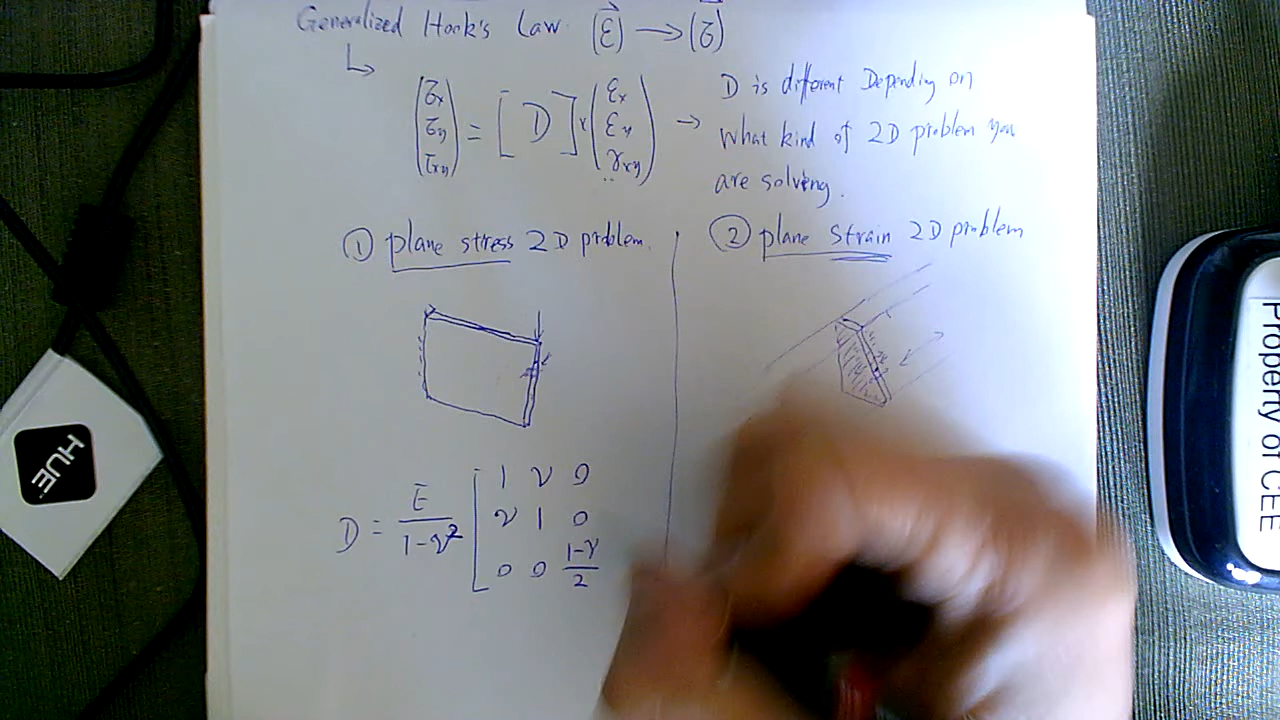 Generalized Hook's Law. (ε⃗) → (σ)
(σx σy τxy) = [ D ] x (εx εy γxy) → D is different Depending on
What kind of 2D problem you
are solving.
① plane stress 2D problem.
② plane strain 2D problem
t
t
D = E / 1-ν² [ 1 ν 0
ν 1 0
0 0 1-ν / 2
HUE
Property of CEE